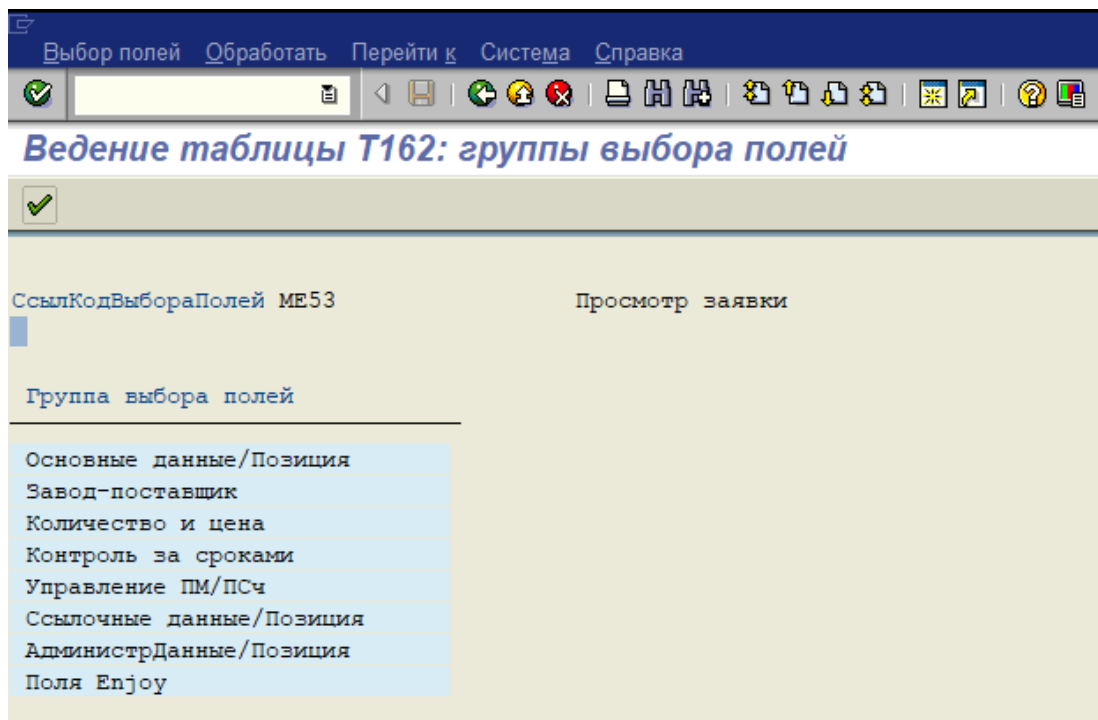 Выбор полей Обработать Перейти к Система Справка
Ведение таблицы T162: группы выбора полей
СсылКодВыбораПолей ME53 Просмотр заявки
Группа выбора полей
Основные данные/Позиция
Завод-поставщик
Количество и цена
Контроль за сроками
Управление ПМ/ПСч
Ссылочные данные/Позиция
АдминистрДанные/Позиция
Поля Enjoy